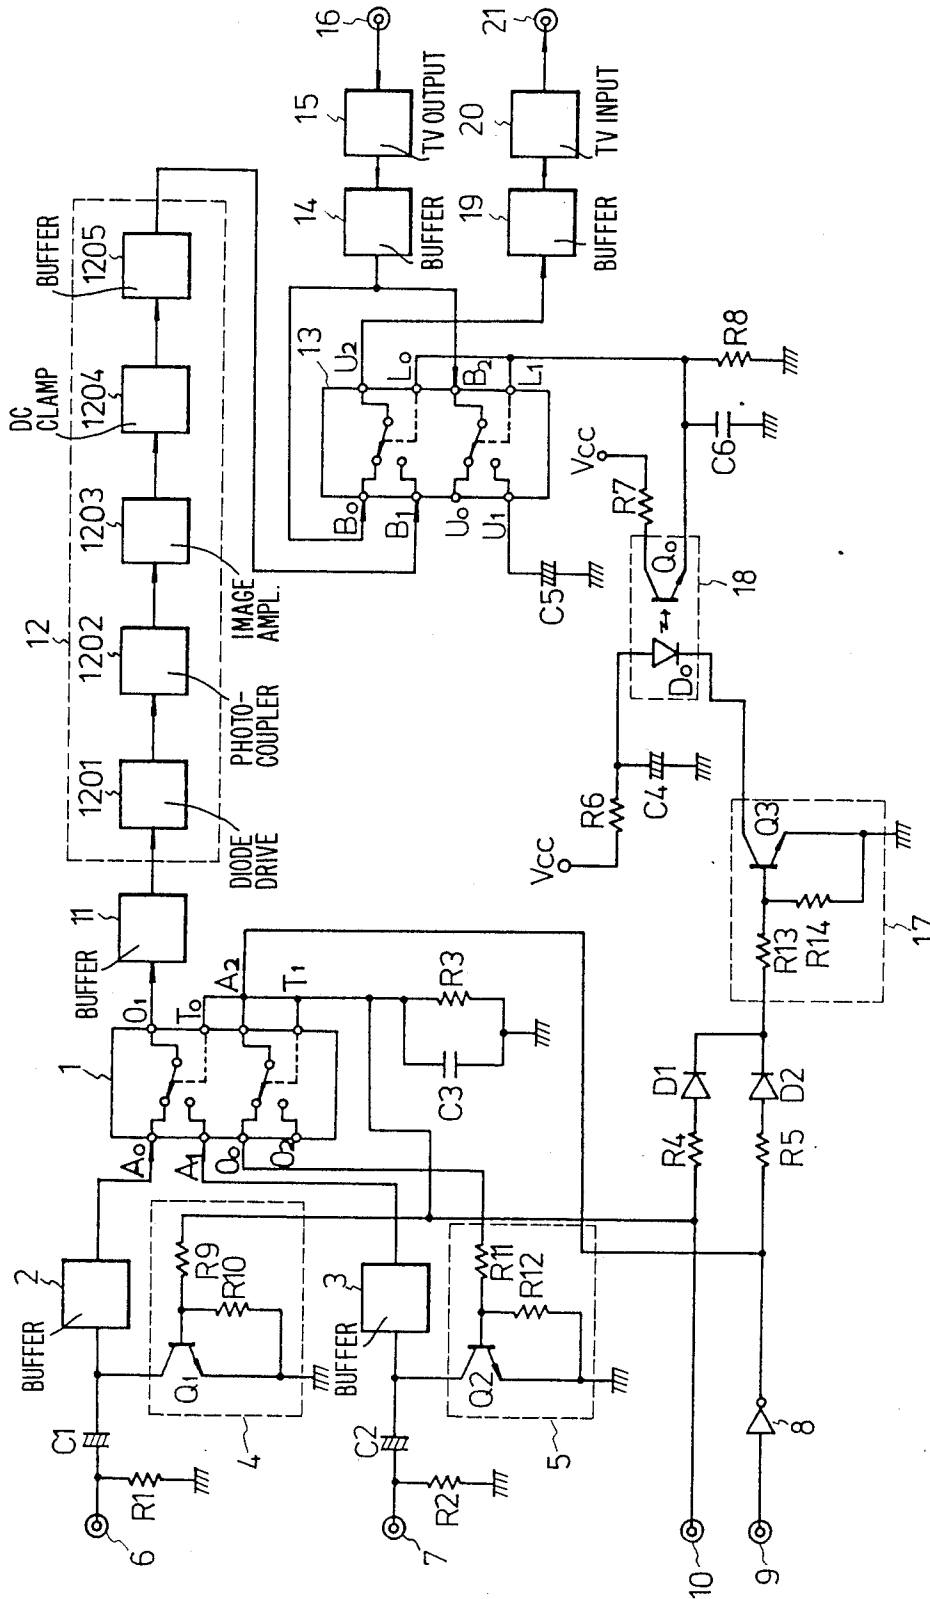 16
21
15
TV OUTPUT
20
TV INPUT
14
BUFFER
19
BUFFER
12
BUFFER
1205
DC
CLAMP
1204
1203
IMAGE
AMPL.
1202
PHOTO-
COUPLER
1201
DIODE
DRIVE
13
U2
L0
B2
L1
B0
B1
U0
U1
C5
R8
C6
VCC
R7
Q0
18
D0
R6
C4
VCC
BUFFER
11
1
O1
T0
A2
T1
A0
A1
O0
O2
R3
C3
Q3
R13
R14
17
D1
D2
R4
R5
2
BUFFER
R9
R10
Q1
4
3
BUFFER
R11
R12
Q2
5
C1
R1
6
C2
R2
7
8
10
9